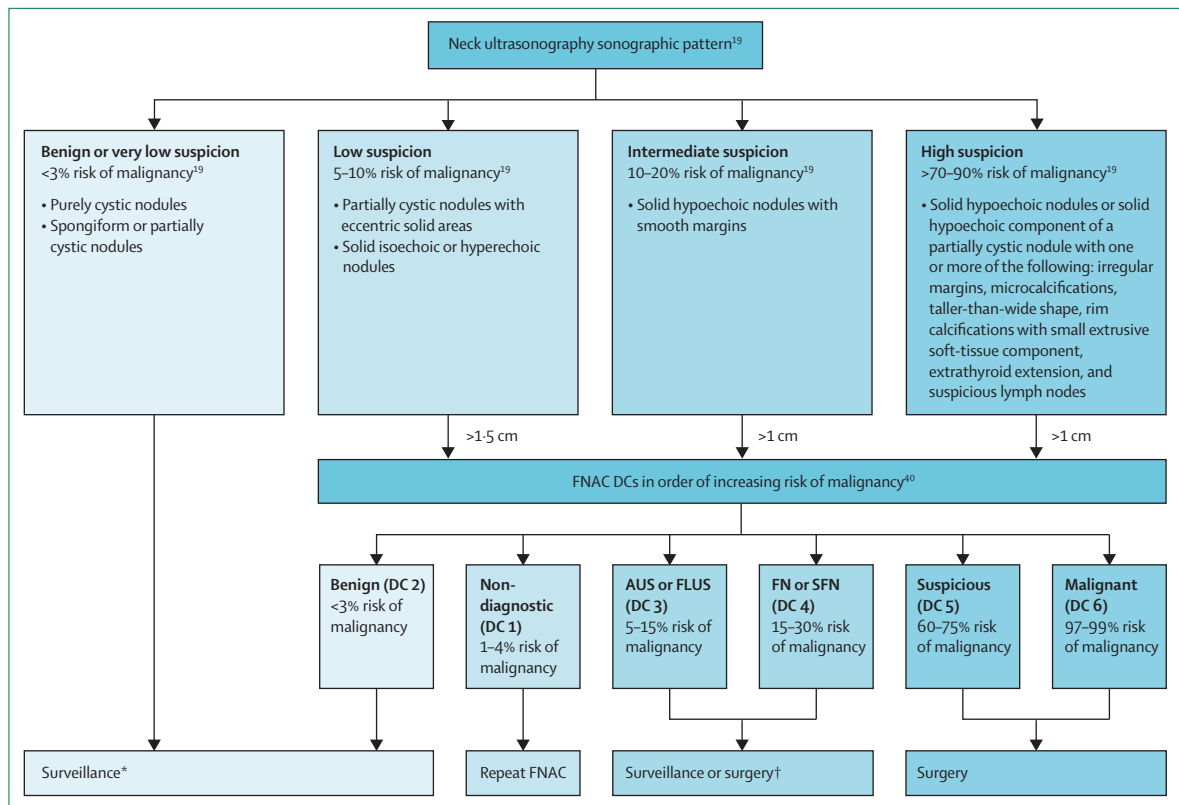 Neck ultrasonography sonographic pattern¹⁹
Benign or very low suspicion
<3% risk of malignancy¹⁹
• Purely cystic nodules
• Spongiform or partially
cystic nodules
Low suspicion
5–10% risk of malignancy¹⁹
• Partially cystic nodules with
eccentric solid areas
• Solid isoechoic or hyperechoic
nodules
Intermediate suspicion
10–20% risk of malignancy¹⁹
• Solid hypoechoic nodules with
smooth margins
High suspicion
>70–90% risk of malignancy¹⁹
• Solid hypoechoic nodules or solid
hypoechoic component of a
partially cystic nodule with one
or more of the following: irregular
margins, microcalcifications,
taller-than-wide shape, rim
calcifications with small extrusive
soft-tissue component,
extrathyroid extension, and
suspicious lymph nodes
>1·5 cm
>1 cm
>1 cm
FNAC DCs in order of increasing risk of malignancy⁴⁰
Benign (DC 2)
<3% risk of
malignancy
Non-
diagnostic
(DC 1)
1–4% risk of
malignancy
AUS or FLUS
(DC 3)
5–15% risk of
malignancy
FN or SFN
(DC 4)
15–30% risk
of malignancy
Suspicious
(DC 5)
60–75% risk
of malignancy
Malignant
(DC 6)
97–99% risk
of malignancy
Surveillance*
Repeat FNAC
Surveillance or surgery†
Surgery